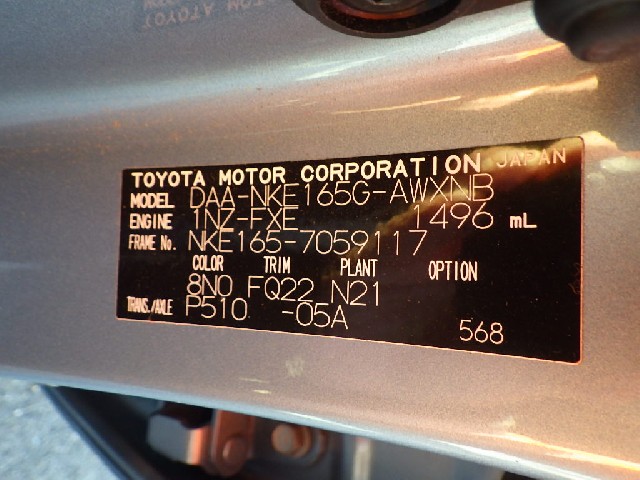 TOYOTA MOTOR CORPORATION JAPAN
MODEL DAA-NKE165G-AWXNB
ENGINE 1NZ-FXE 1496 mL
FRAME No. NKE165-7059117
COLOR TRIM PLANT OPTION
8N0 FQ22 N21
TRANS./AXLE P510 -05A
568